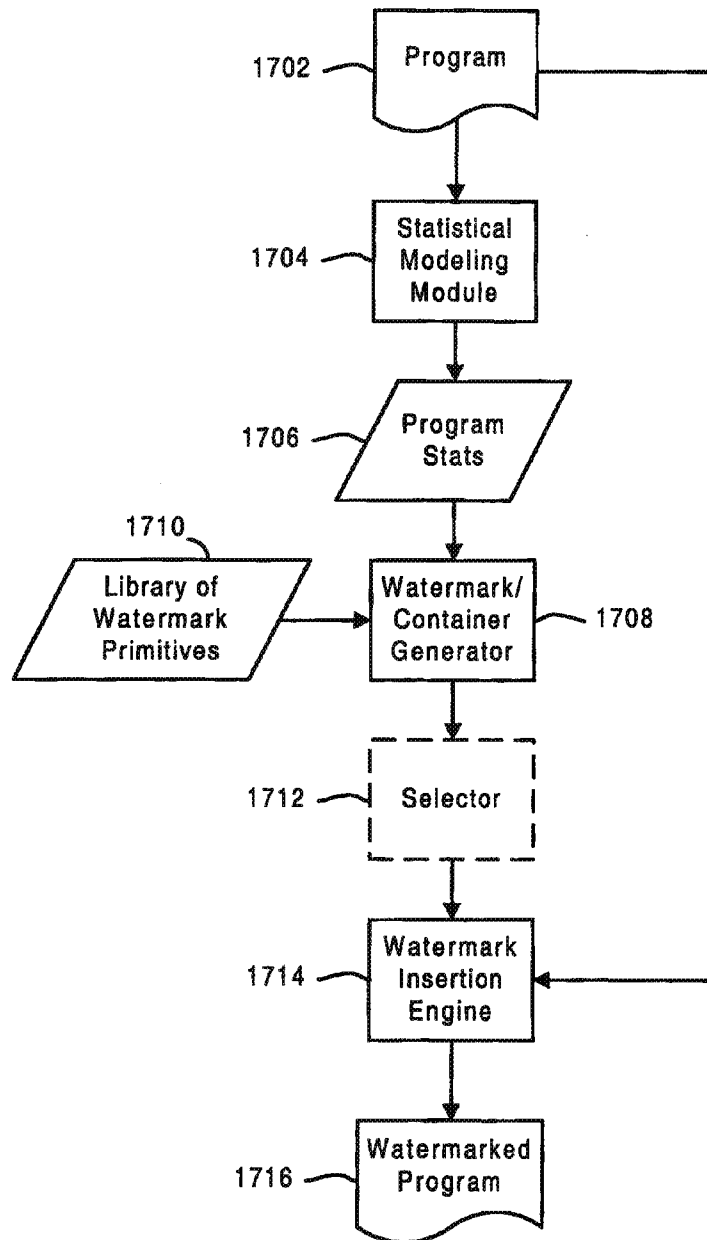 1702
Program
1704
Statistical
Modeling
Module
1706
Program
Stats
1710
Library of
Watermark
Primitives
Watermark/
Container
Generator
1708
1712
Selector
1714
Watermark
Insertion
Engine
1716
Watermarked
Program